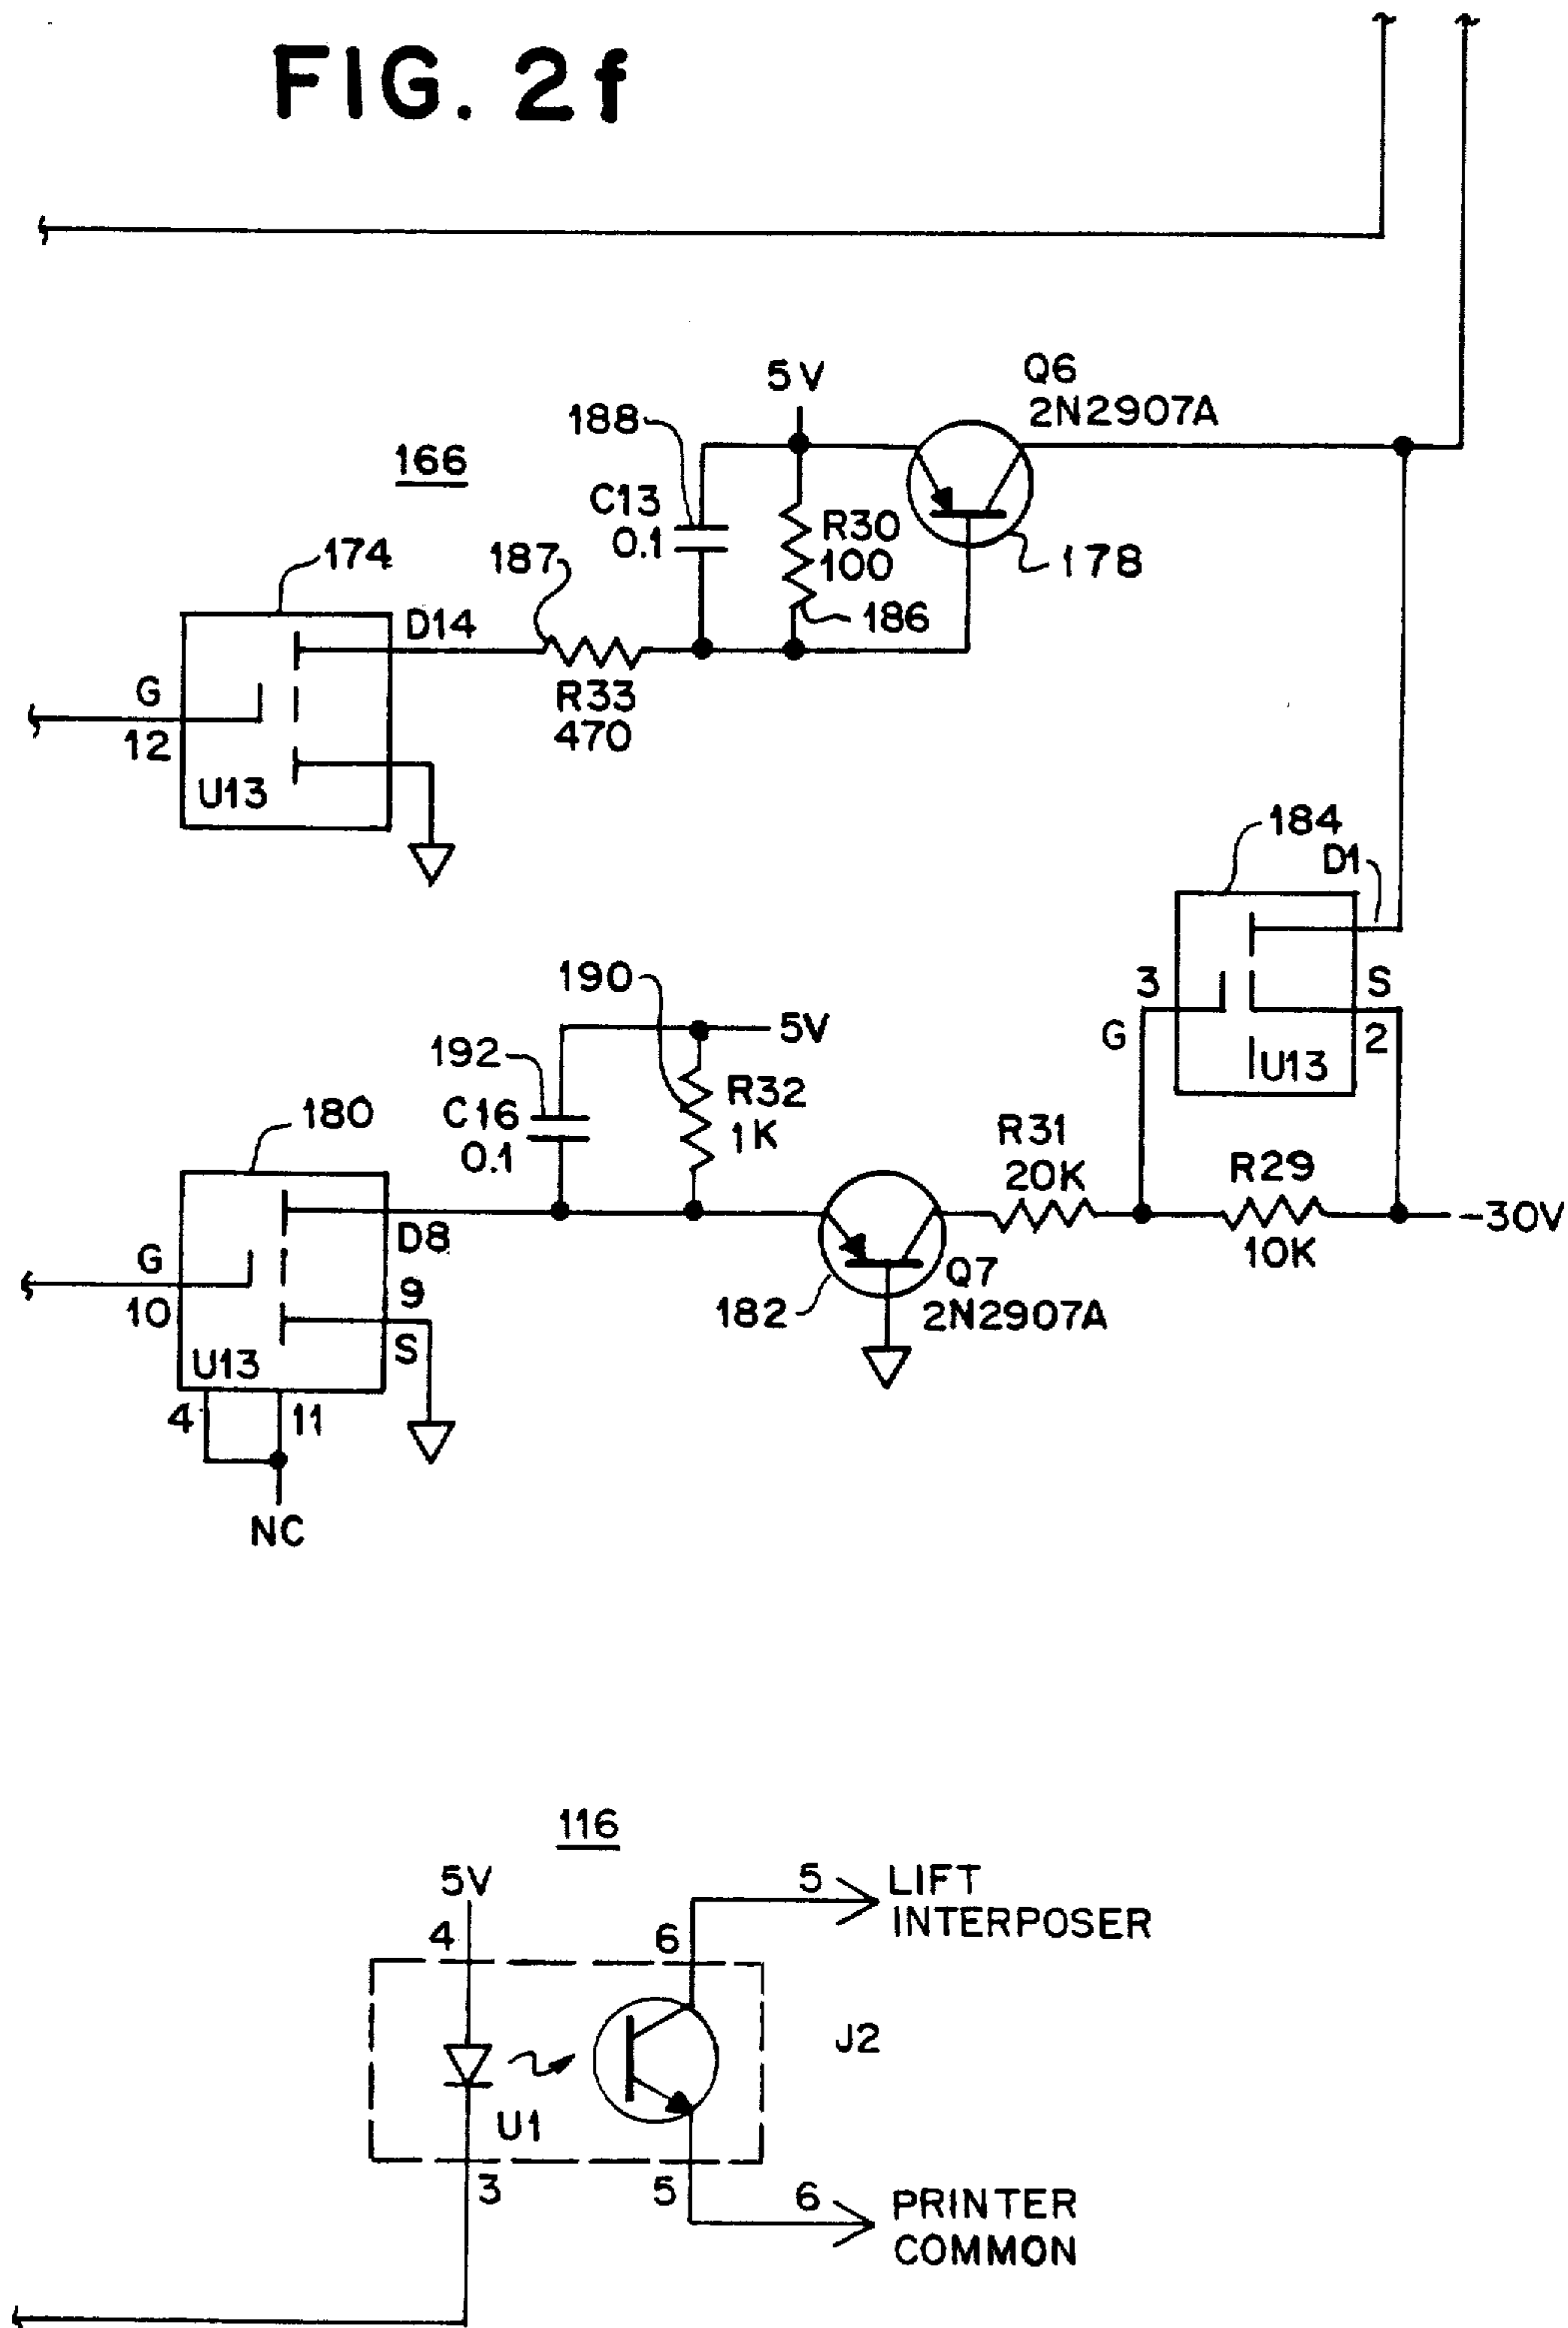 FIG. 2f
5V
Q6
2N2907A
188
166
C13
0.1
R30
100
178
174
187
186
D14
G
12
R33
470
U13
184
D1
190
3
S
5V
G
2
192
U13
C16
0.1
R32
1K
180
R31
20K
R29
-30V
10K
D8
G
10
9
S
Q7
182
2N2907A
U13
4
11
NC
116
5V
5
LIFT
INTERPOSER
4
6
J2
U1
3
5
6
PRINTER
COMMON